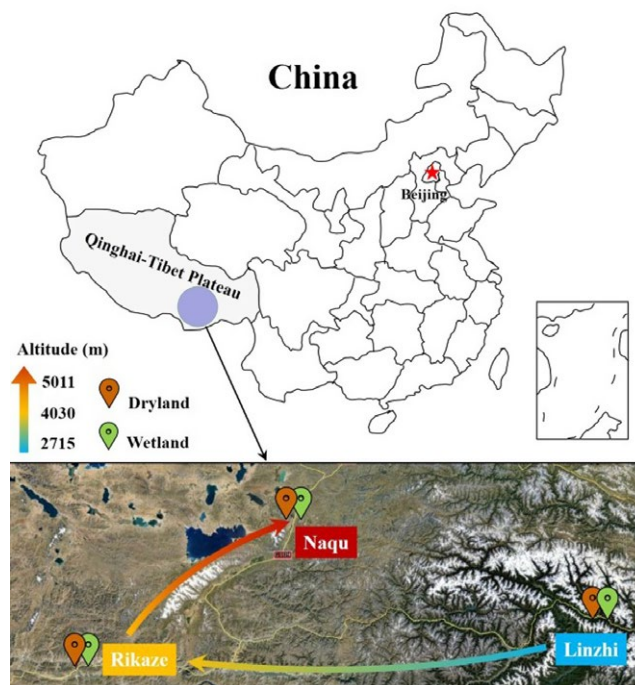 China
Beijing
Qinghai-Tibet Plateau
Altitude (m)
5011
4030
2715
Dryland
Wetland
Naqu
Rikaze
Linzhi